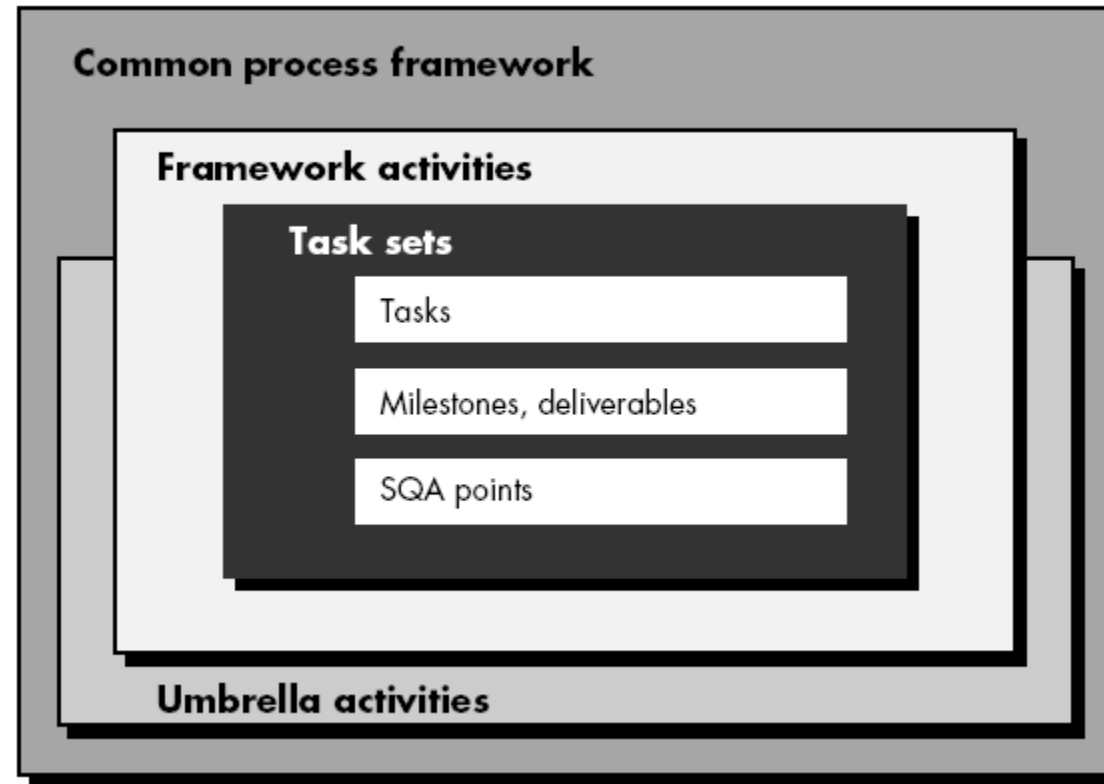 Common process framework
Framework activities
Task sets
Tasks
Milestones, deliverables
SQA points
Umbrella activities